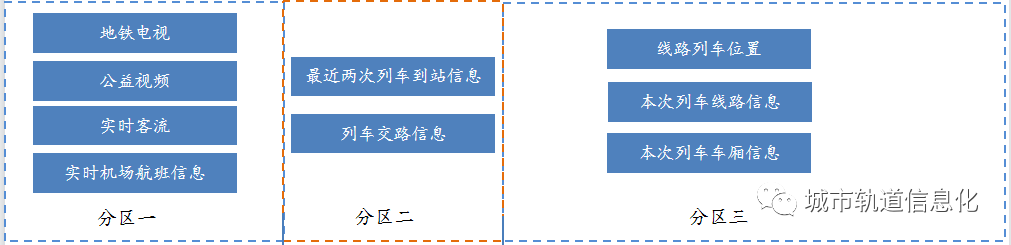 地铁电视
公益视频
实时客流
实时机场航班信息
分区一
最近两次列车到站信息
列车交路信息
分区二
线路列车位置
本次列车线路信息
本次列车车厢信息
分区三
城市轨道信息化